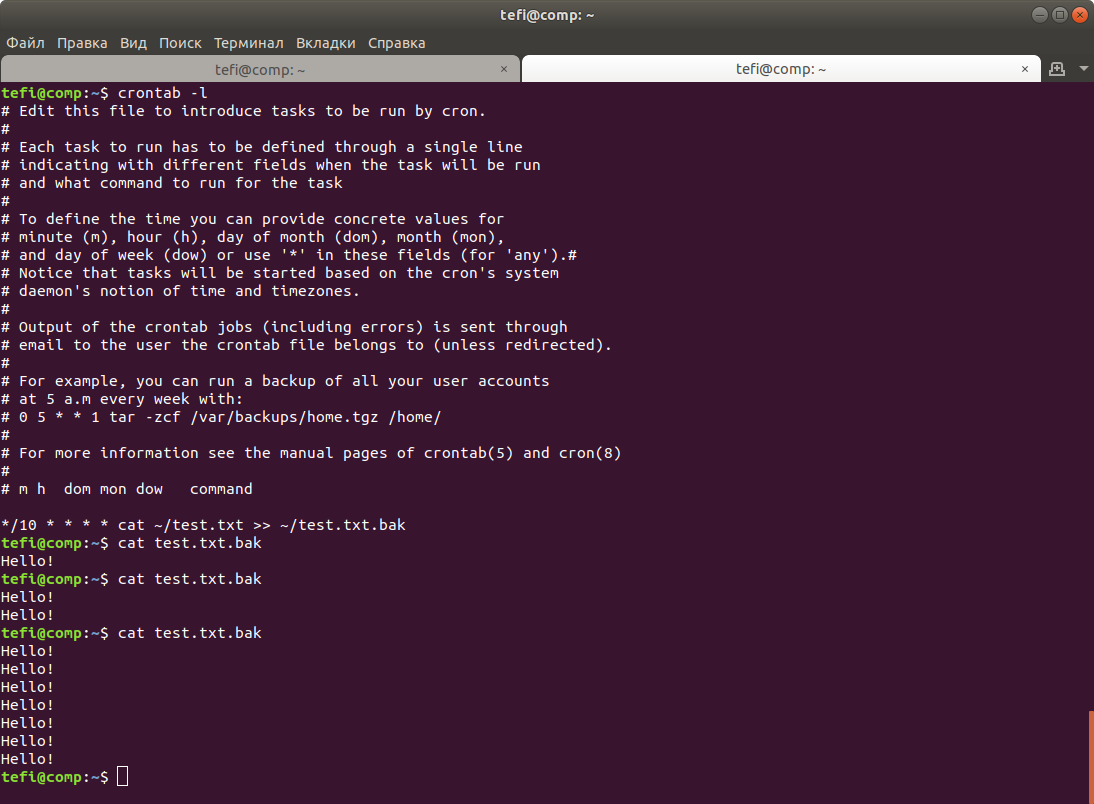 tefi@comp: ~
Файл Правка Вид Поиск Терминал Вкладки Справка
tefi@comp: ~ × tefi@comp: ~ ×
tefi@comp:~$ crontab -l
# Edit this file to introduce tasks to be run by cron.
#
# Each task to run has to be defined through a single line
# indicating with different fields when the task will be run
# and what command to run for the task
#
# To define the time you can provide concrete values for
# minute (m), hour (h), day of month (dom), month (mon),
# and day of week (dow) or use '*' in these fields (for 'any').#
# Notice that tasks will be started based on the cron's system
# daemon's notion of time and timezones.
#
# Output of the crontab jobs (including errors) is sent through
# email to the user the crontab file belongs to (unless redirected).
#
# For example, you can run a backup of all your user accounts
# at 5 a.m every week with:
# 0 5 * * 1 tar -zcf /var/backups/home.tgz /home/
#
# For more information see the manual pages of crontab(5) and cron(8)
#
# m h  dom mon dow   command

*/10 * * * * cat ~/test.txt >> ~/test.txt.bak
tefi@comp:~$ cat test.txt.bak
Hello!
tefi@comp:~$ cat test.txt.bak
Hello!
Hello!
tefi@comp:~$ cat test.txt.bak
Hello!
Hello!
Hello!
Hello!
Hello!
Hello!
Hello!
tefi@comp:~$